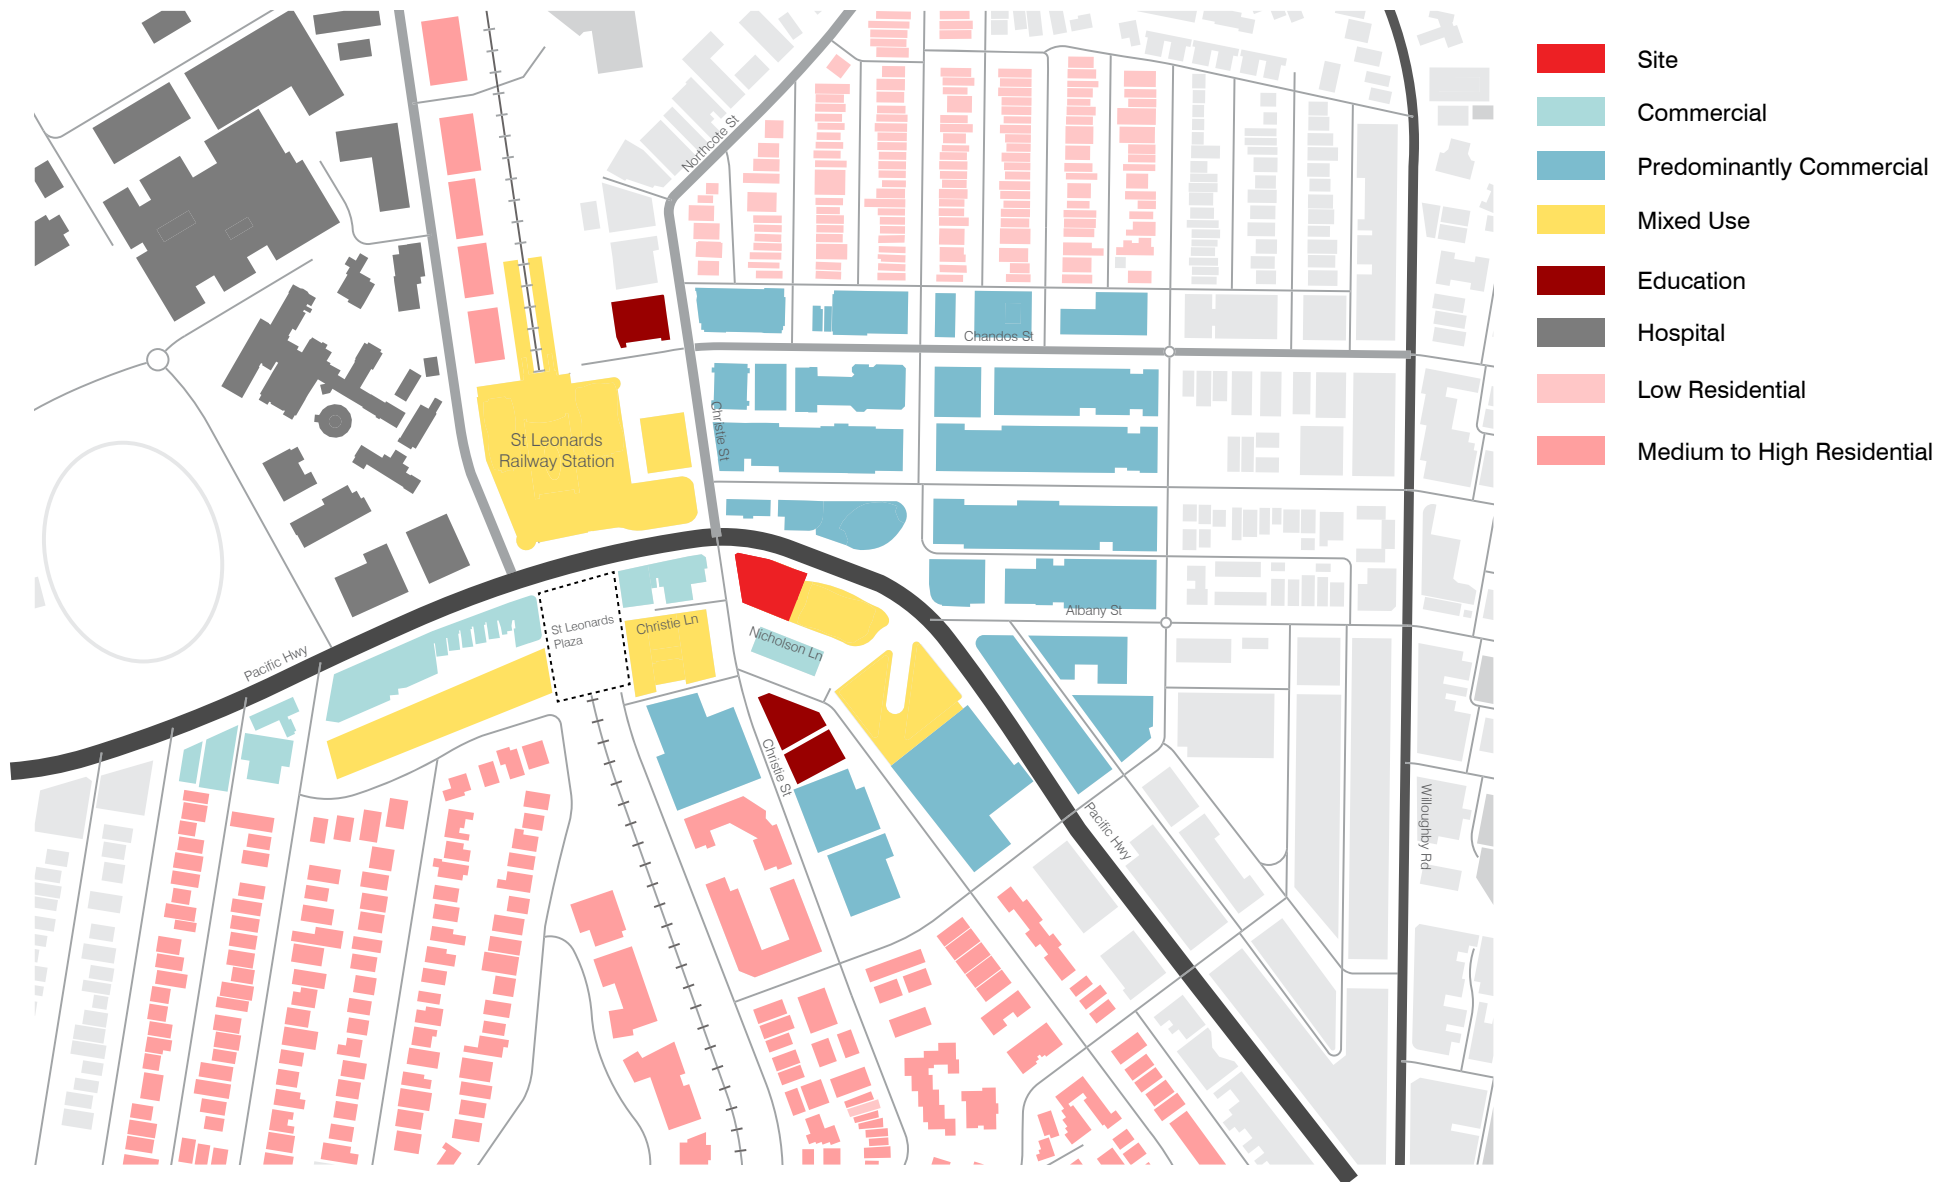 Northcote St
Chandos St
Christie St
St Leonards
Railway Station
Albany St
St Leonards
Plaza
Christie Ln
Nicholson Ln
Pacific Hwy
Christie St
Pacific Hwy
Willoughby Rd
Site
Commercial
Predominantly Commercial
Mixed Use
Education
Hospital
Low Residential
Medium to High Residential